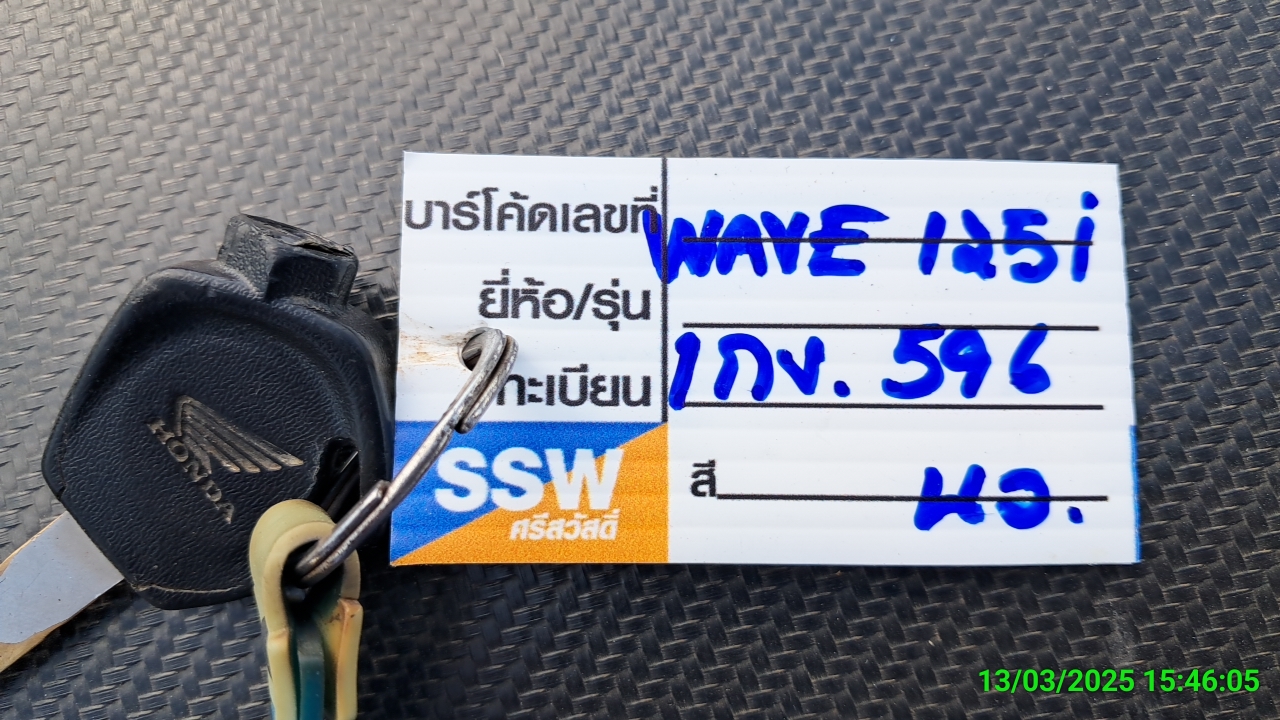 บาร์โค้ดเลขที่ WAVE 125i
ยี่ห้อ/รุ่น
ทะเบียน 1กง. 596
SSW
ศรีสวัสดิ์
สี นอ.
HONDA
13/03/2025 15:46:05